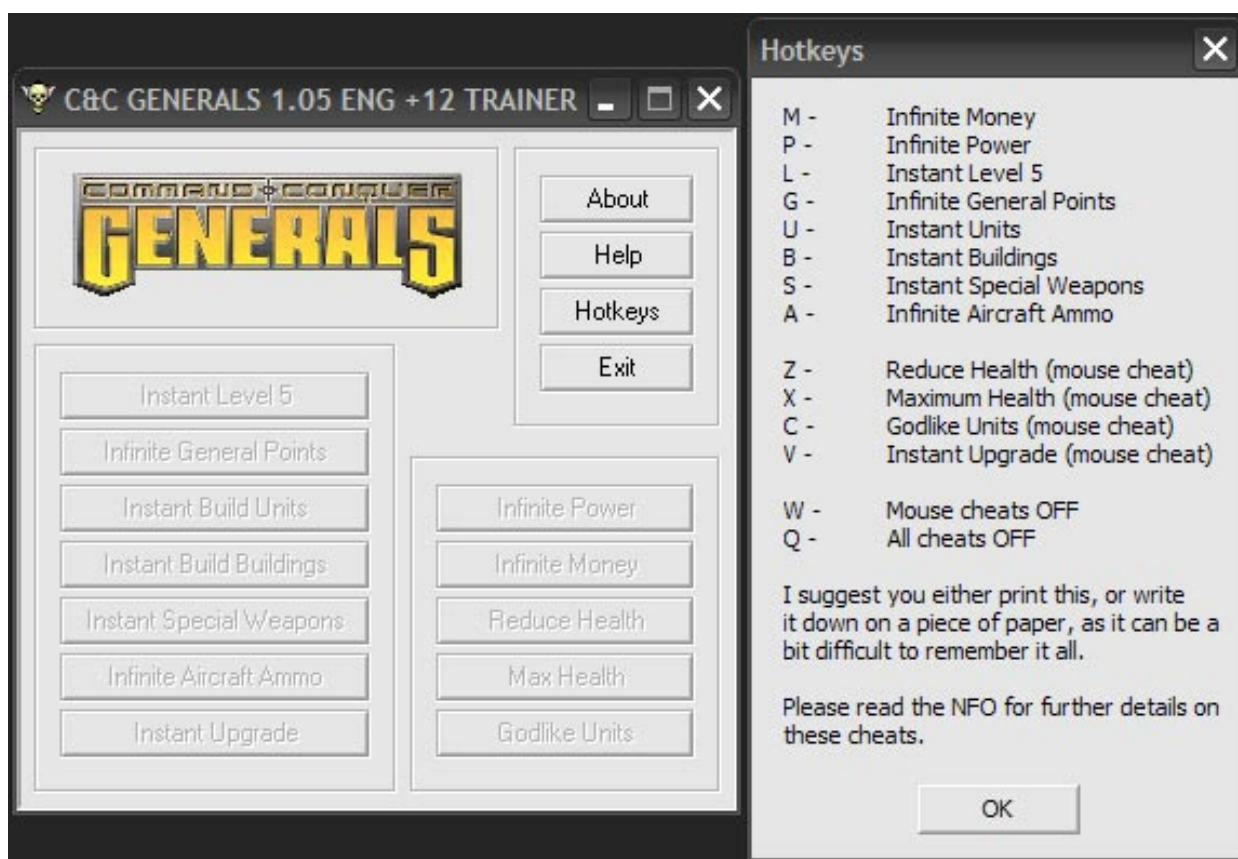 C&C GENERALS 1.05 ENG +12 TRAINER
COMMAND & CONQUER
GENERALS
About
Help
Hotkeys
Exit
Instant Level 5
Infinite General Points
Instant Build Units
Instant Build Buildings
Instant Special Weapons
Infinite Aircraft Ammo
Instant Upgrade
Infinite Power
Infinite Money
Reduce Health
Max Health
Godlike Units
Hotkeys
M - Infinite Money
P - Infinite Power
L - Instant Level 5
G - Infinite General Points
U - Instant Units
B - Instant Buildings
S - Instant Special Weapons
A - Infinite Aircraft Ammo
Z - Reduce Health (mouse cheat)
X - Maximum Health (mouse cheat)
C - Godlike Units (mouse cheat)
V - Instant Upgrade (mouse cheat)
W - Mouse cheats OFF
Q - All cheats OFF
I suggest you either print this, or write
it down on a piece of paper, as it can be a
bit difficult to remember it all.
Please read the NFO for further details on
these cheats.
OK